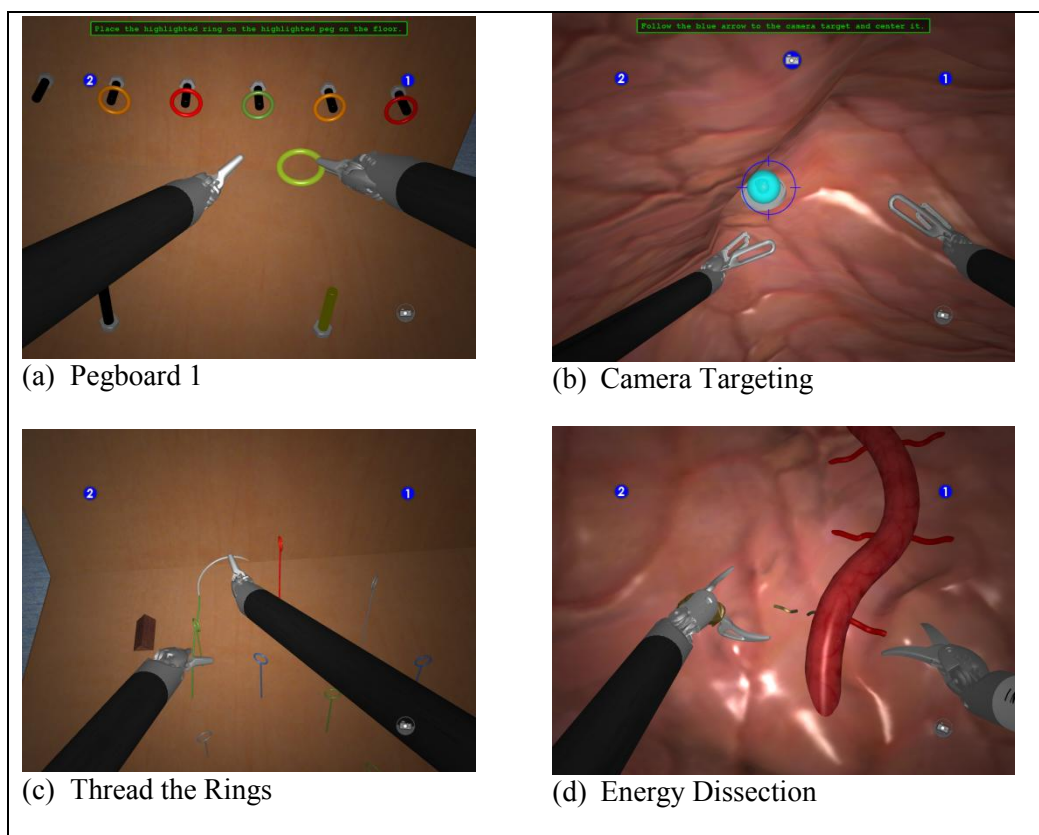 Place the highlighted ring on the highlighted peg on the floor.
2
1
(a) Pegboard 1
Follow the blue arrow to the camera target and center it.
2
1
(b) Camera Targeting
2
1
(c) Thread the Rings
2
1
(d) Energy Dissection